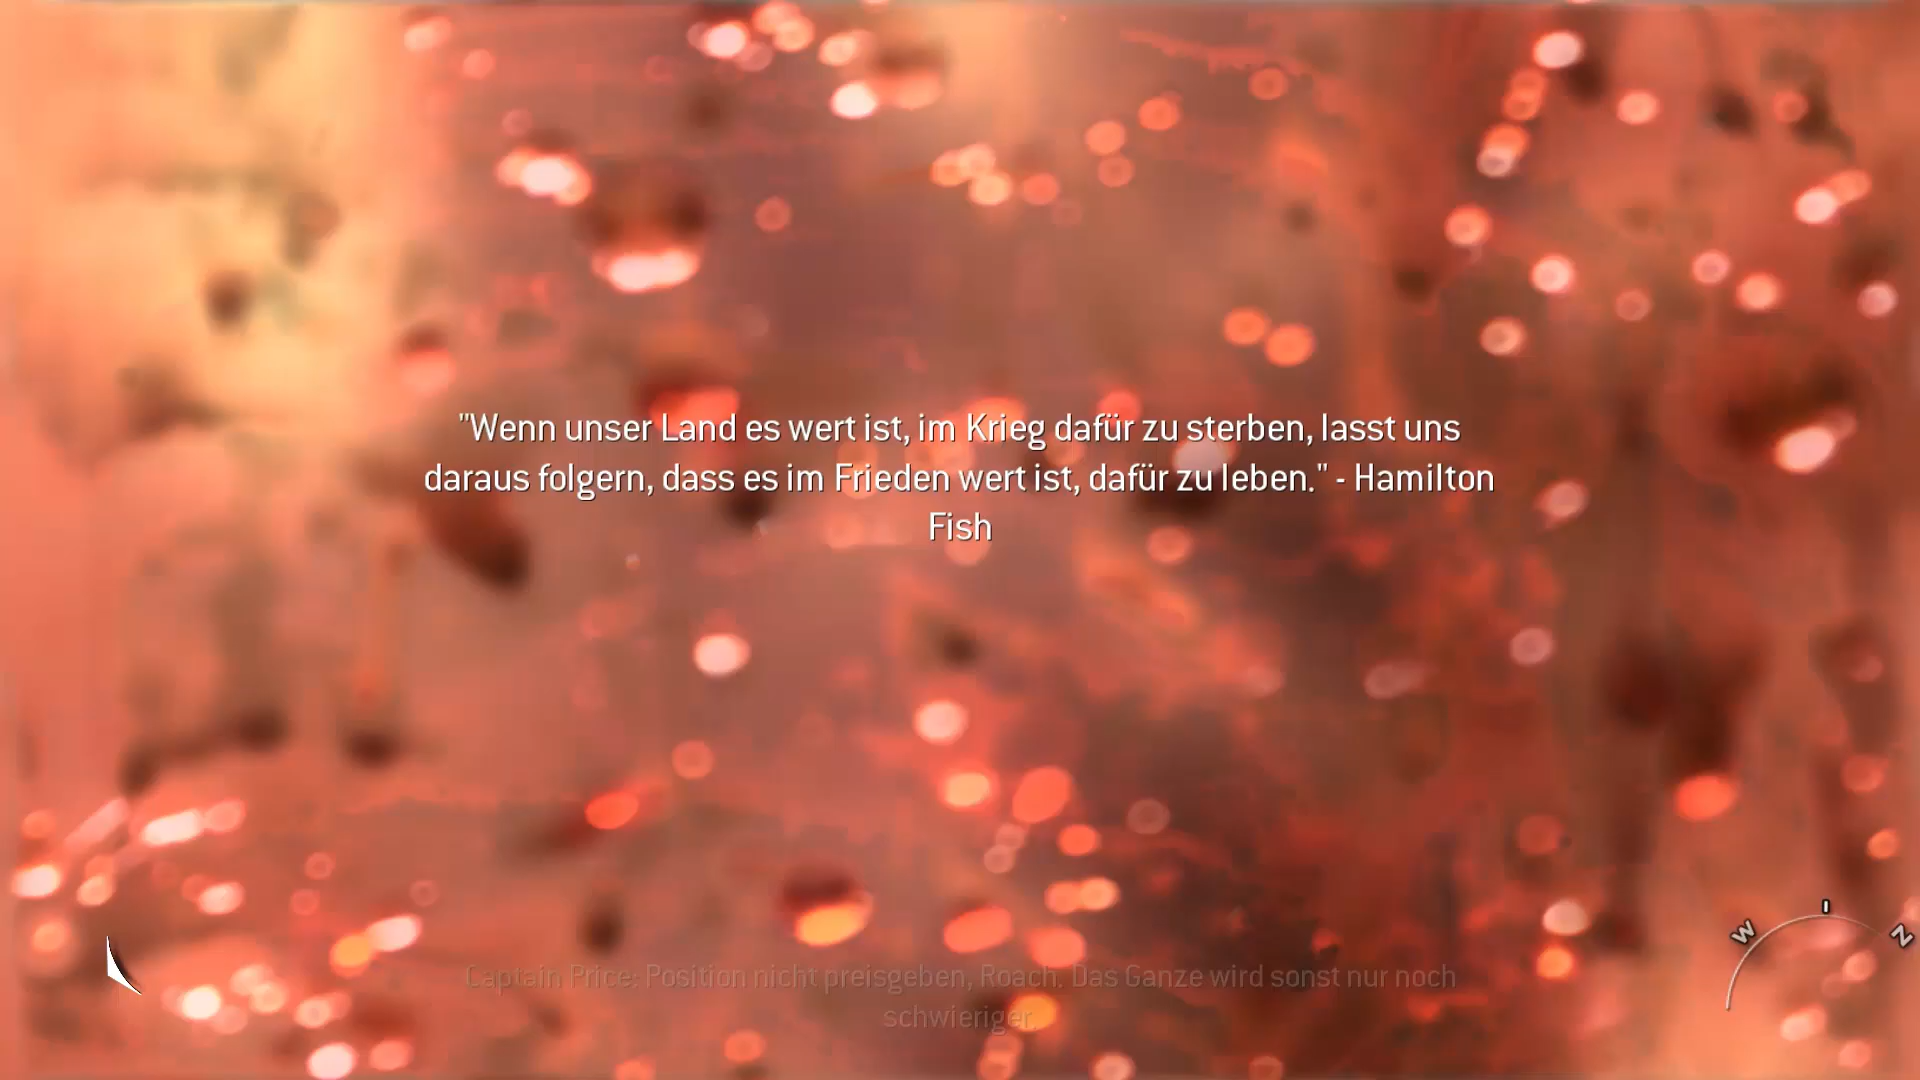 "Wenn unser Land es wert ist, im Krieg dafür zu sterben, lasst uns
daraus folgern, dass es im Frieden wert ist, dafür zu leben." - Hamilton
Fish
W
N
Captain Price: Position nicht preisgeben, Roach. Das Ganze wird sonst nur noch
schwieriger.